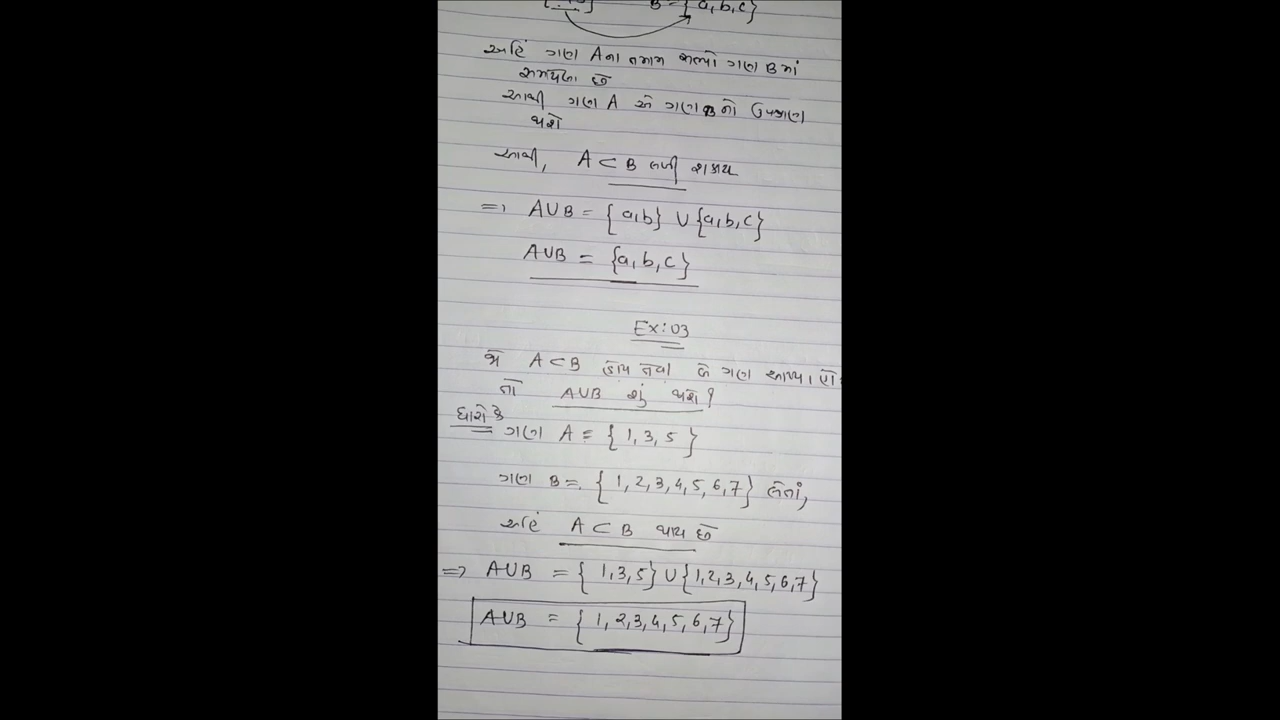 B = {a,b,c}
અહિં ગણ A ના તમામ સભ્યો ગણ B માં
સમાયેલા છે
આથી ગણ A એ ગણ B નો ઉપગણ
થશે
આથી, A ⊂ B લખી શકાય
=> A∪B = {a,b} ∪ {a,b,c}
A∪B = {a, b, c}
Ex: 03
જો A ⊂ B હોય તેવા બે ગણ આપ્યા હો
તો A∪B શું થશે?
ધારો કે
ગણ A = {1, 3, 5}
ગણ B = {1, 2, 3, 4, 5, 6, 7} લેતાં,
અહિં A ⊂ B થાય છે
=> A∪B = {1, 3, 5} ∪ {1, 2, 3, 4, 5, 6, 7}
A∪B = {1, 2, 3, 4, 5, 6, 7}